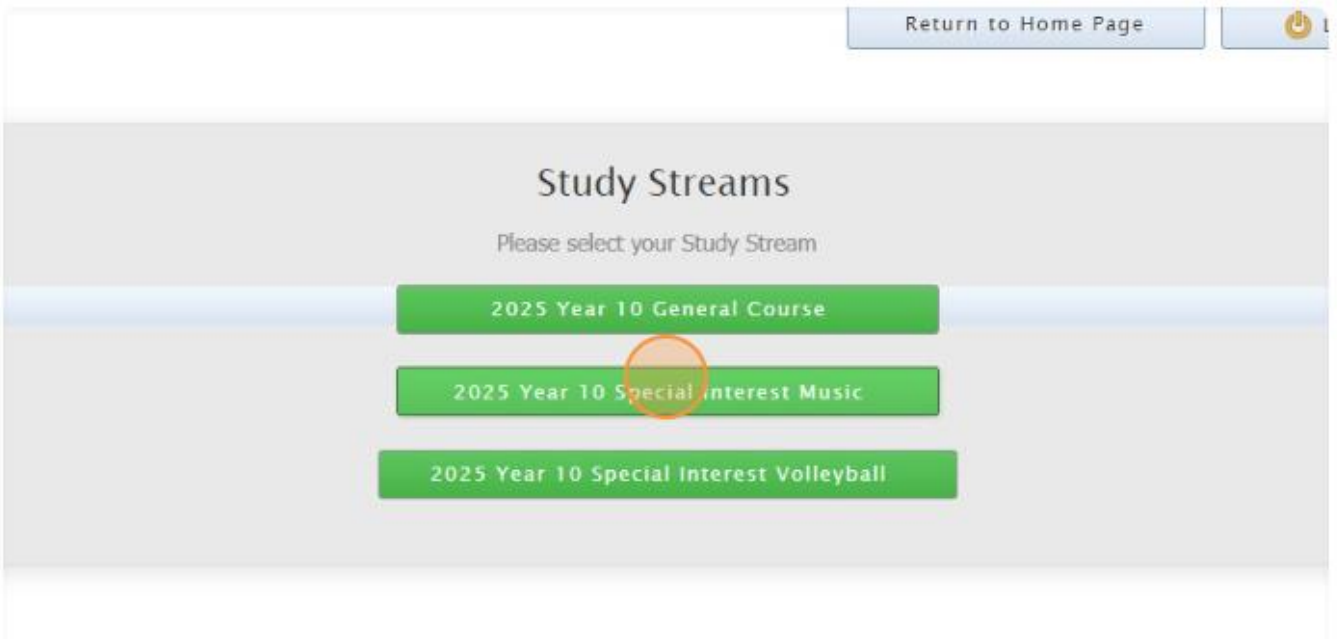 Return to Home Page
Study Streams
Please select your Study Stream
2025 Year 10 General Course
2025 Year 10 Special Interest Music
2025 Year 10 Special Interest Volleyball